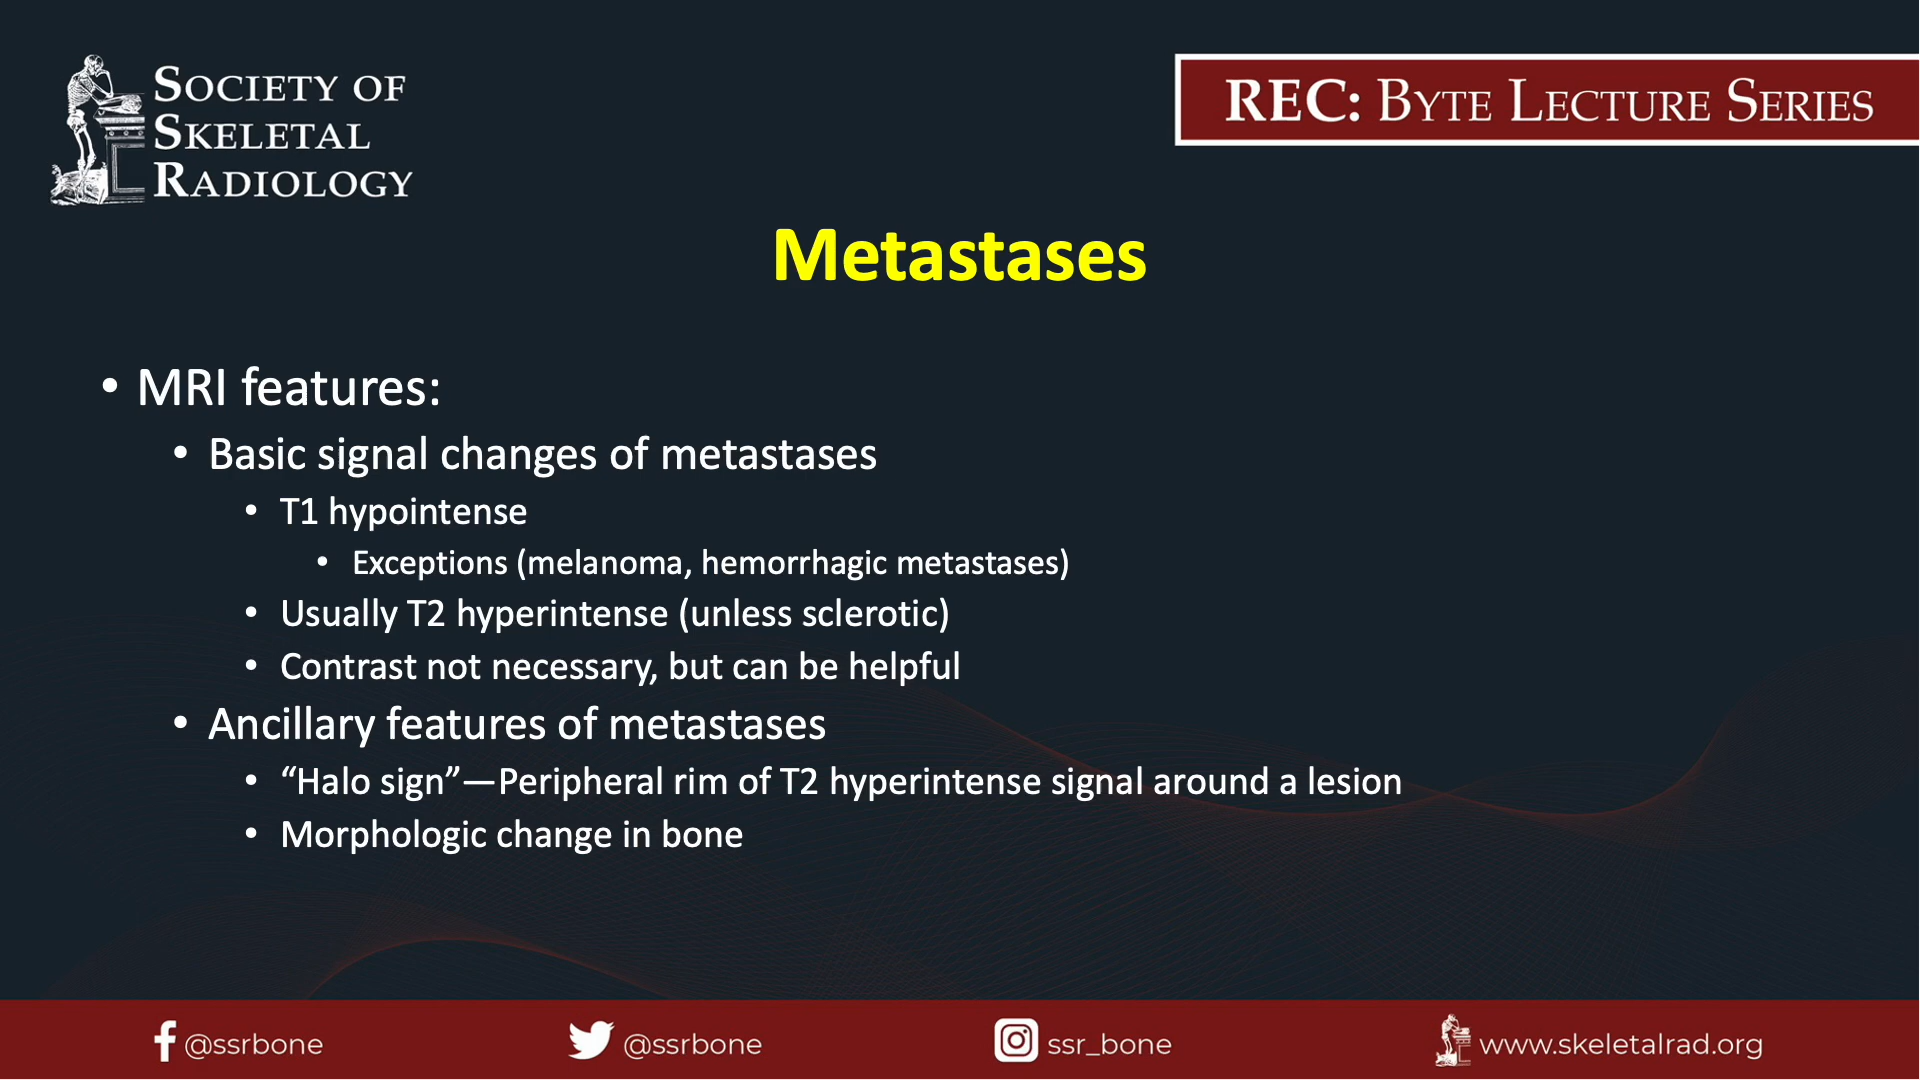 SOCIETY OF
SKELETAL
RADIOLOGY
REC: BYTE LECTURE SERIES
Metastases
• MRI features:
• Basic signal changes of metastases
• T1 hypointense
• Exceptions (melanoma, hemorrhagic metastases)
• Usually T2 hyperintense (unless sclerotic)
• Contrast not necessary, but can be helpful
• Ancillary features of metastases
• “Halo sign”—Peripheral rim of T2 hyperintense signal around a lesion
• Morphologic change in bone
@ssrbone @ssrbone ssr_bone www.skeletalrad.org